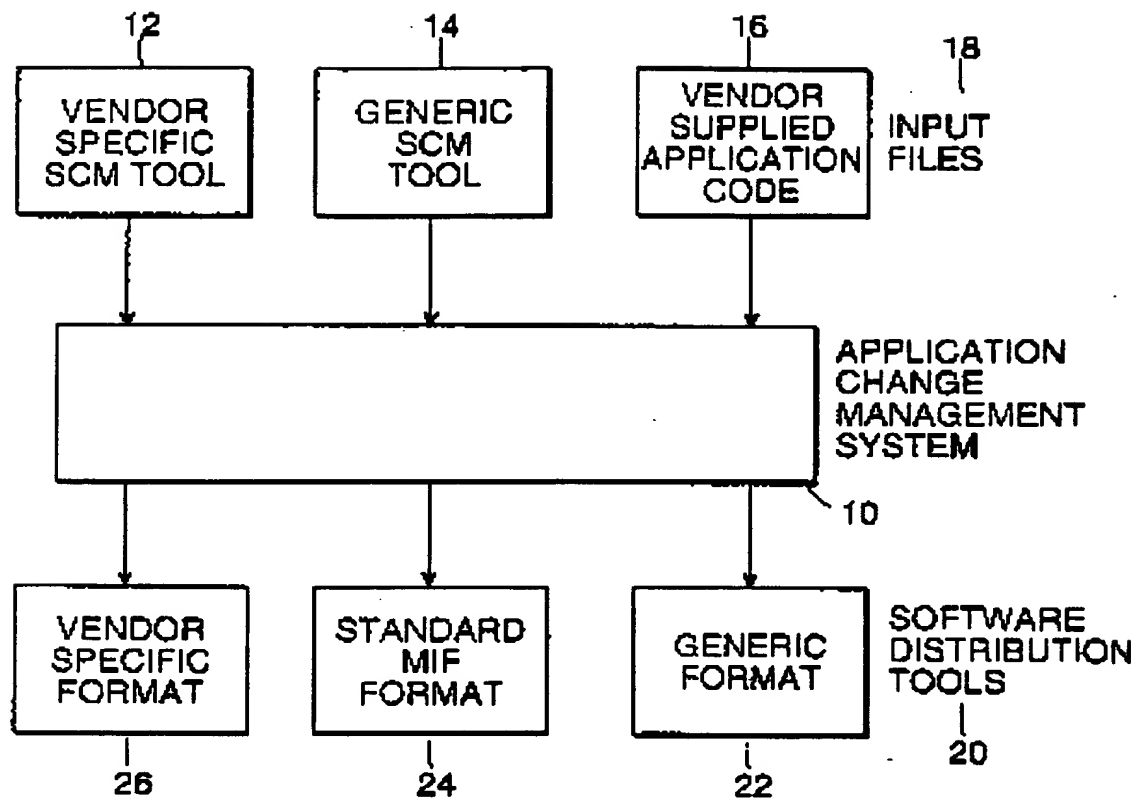 12
14
16
18
VENDOR
SPECIFIC
SCM TOOL
GENERIC
SCM
TOOL
VENDOR
SUPPLIED
APPLICATION
CODE
INPUT
FILES
APPLICATION
CHANGE
MANAGEMENT
SYSTEM
10
VENDOR
SPECIFIC
FORMAT
STANDARD
MIF
FORMAT
GENERIC
FORMAT
SOFTWARE
DISTRIBUTION
TOOLS
26
24
22
20